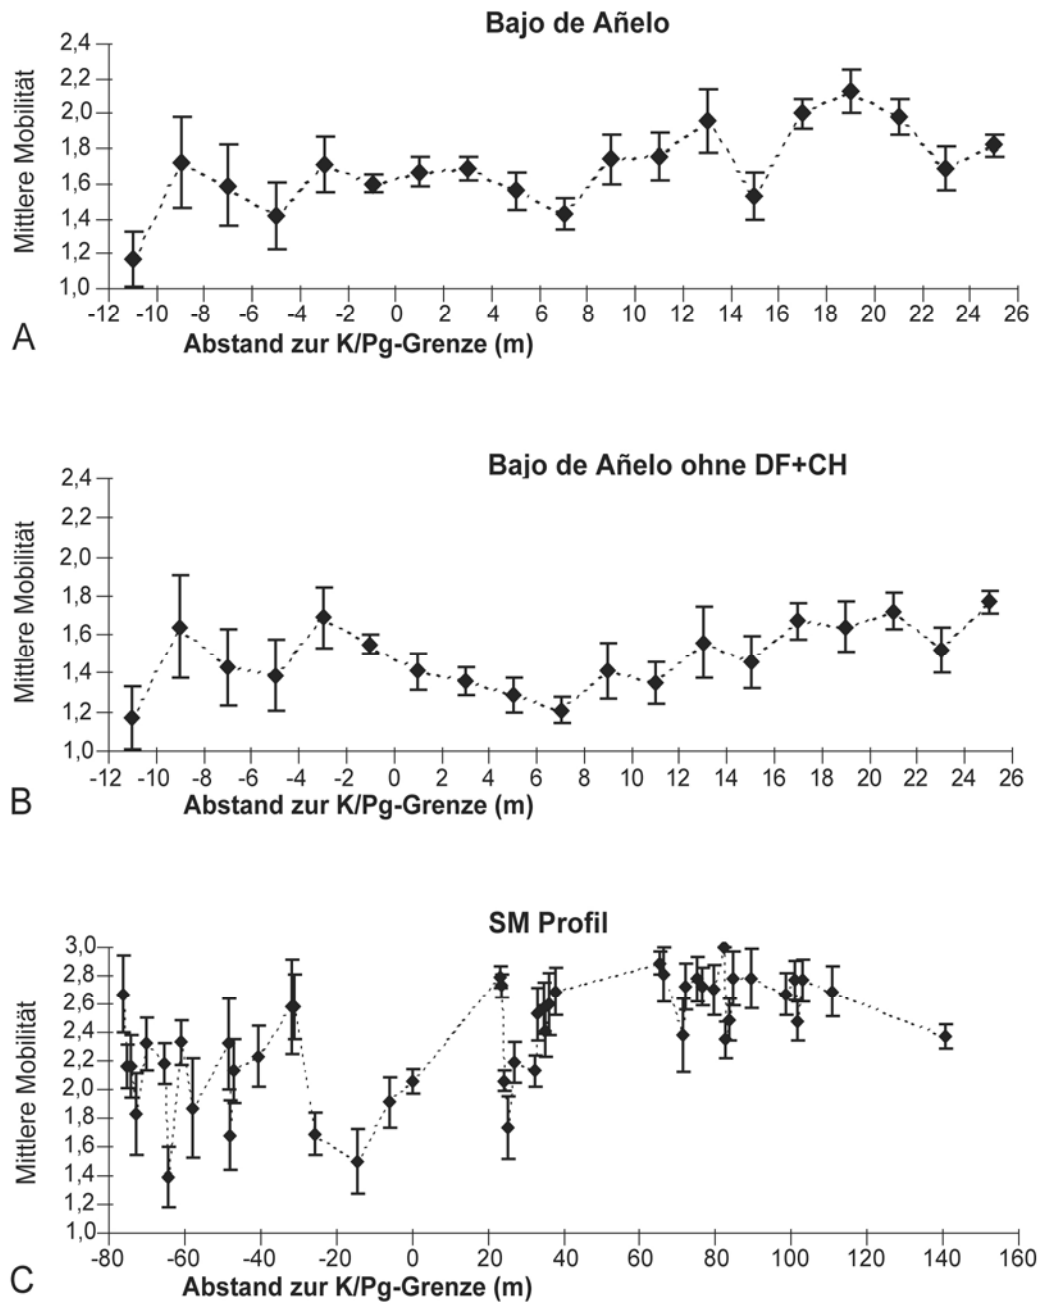 Bajo de Añelo
Mittlere Mobilität
2,4
2,2
2,0
1,8
1,6
1,4
1,2
1,0
-12 -10 -8 -6 -4 -2 0 2 4 6 8 10 12 14 16 18 20 22 24 26
A
Abstand zur K/Pg-Grenze (m)
Bajo de Añelo ohne DF+CH
Mittlere Mobilität
2,4
2,2
2,0
1,8
1,6
1,4
1,2
1,0
-12 -10 -8 -6 -4 -2 0 2 4 6 8 10 12 14 16 18 20 22 24 26
B
Abstand zur K/Pg-Grenze (m)
SM Profil
Mittlere Mobilität
3,0
2,8
2,6
2,4
2,2
2,0
1,8
1,6
1,4
1,2
1,0
-80 -60 -40 -20 0 20 40 60 80 100 120 140 160
C
Abstand zur K/Pg-Grenze (m)